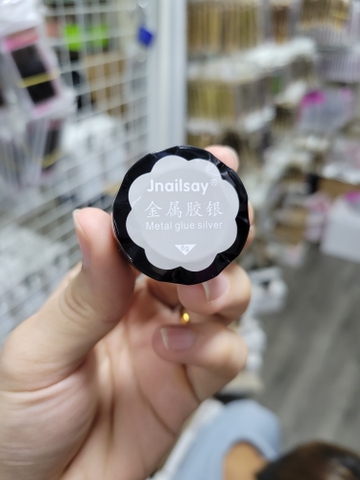 Jnailsay
金属胶银
Metal glue silver